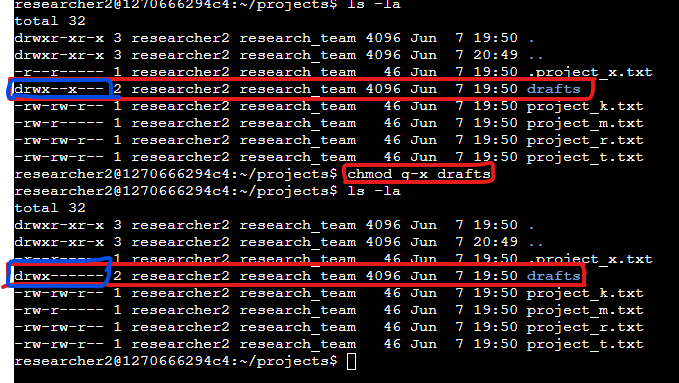 researcher2@1270666294c4:~/projects$ ls -la
total 32
drwxr-xr-x 3 researcher2 research_team 4096 Jun  7 19:50 .
drwxr-xr-x 3 researcher2 research_team 4096 Jun  7 20:49 ..
-r--r----- 1 researcher2 research_team   46 Jun  7 19:50 .project_x.txt
drwx--x--- 2 researcher2 research_team 4096 Jun  7 19:50 drafts
-rw-rw-rw- 1 researcher2 research_team   46 Jun  7 19:50 project_k.txt
-rw-r----- 1 researcher2 research_team   46 Jun  7 19:50 project_m.txt
-rw-rw-r-- 1 researcher2 research_team   46 Jun  7 19:50 project_r.txt
-rw-rw-r-- 1 researcher2 research_team   46 Jun  7 19:50 project_t.txt
researcher2@1270666294c4:~/projects$ chmod g-x drafts
researcher2@1270666294c4:~/projects$ ls -la
total 32
drwxr-xr-x 3 researcher2 research_team 4096 Jun  7 19:50 .
drwxr-xr-x 3 researcher2 research_team 4096 Jun  7 20:49 ..
-r--r----- 1 researcher2 research_team   46 Jun  7 19:50 .project_x.txt
drwx------ 2 researcher2 research_team 4096 Jun  7 19:50 drafts
-rw-rw-rw- 1 researcher2 research_team   46 Jun  7 19:50 project_k.txt
-rw-r----- 1 researcher2 research_team   46 Jun  7 19:50 project_m.txt
-rw-rw-r-- 1 researcher2 research_team   46 Jun  7 19:50 project_r.txt
-rw-rw-r-- 1 researcher2 research_team   46 Jun  7 19:50 project_t.txt
researcher2@1270666294c4:~/projects$